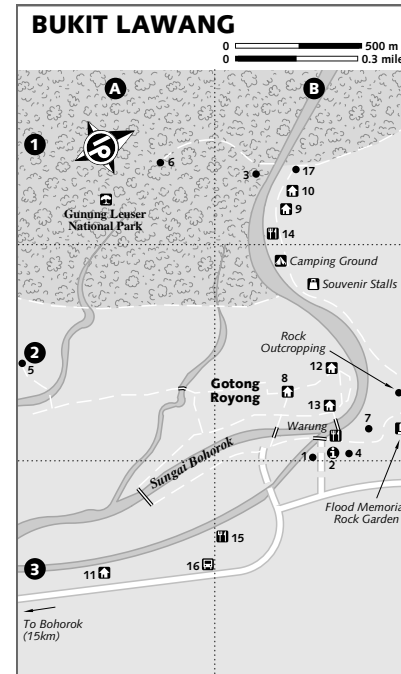 BUKIT LAWANG
0 500 m
0 0.3 mile
A
B
1
6
3
17
10
9
Gunung Leuser
National Park
14
Camping Ground
Souvenir Stalls
Rock
Outcropping
2
5
12
Gotong
Royong
8
13
7
Warung
1
2
4
Sungai Bohorok
Flood Memoria
Rock Garden
3
15
16
11
To Bohorok
(15km)